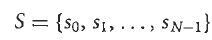 S = {s₀, s₁, . . . , s_{N−1}}